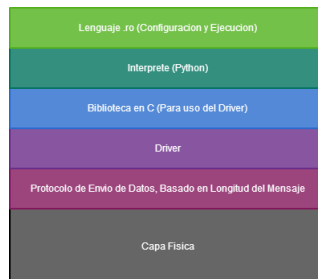 Lenguaje .ro (Configuracion y Ejecucion)
Interprete (Python)
Biblioteca en C (Para uso del Driver)
Driver
Protocolo de Envio de Datos, Basado en Longitud del Mensaje
Capa Fisica